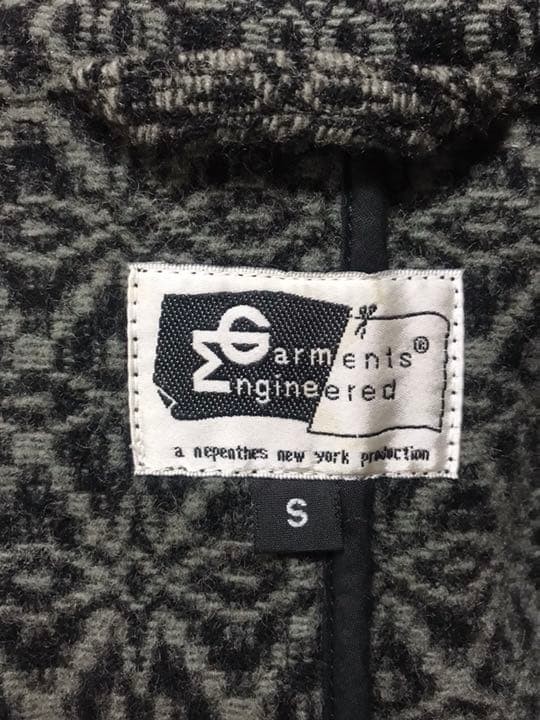 Garments®
Engineered
a nepenthes new york production
S